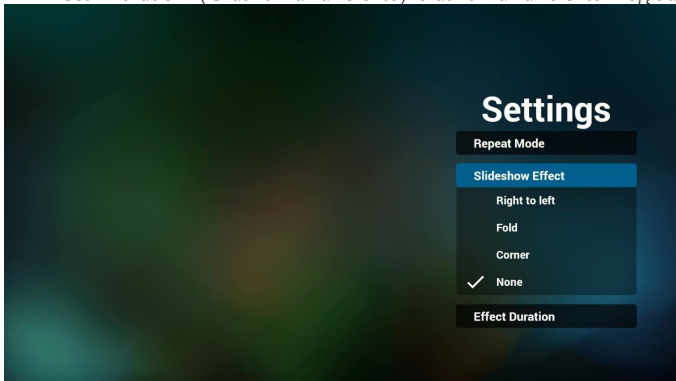 Settings
Repeat Mode
Slideshow Effect
Right to left
Fold
Corner
None
Effect Duration